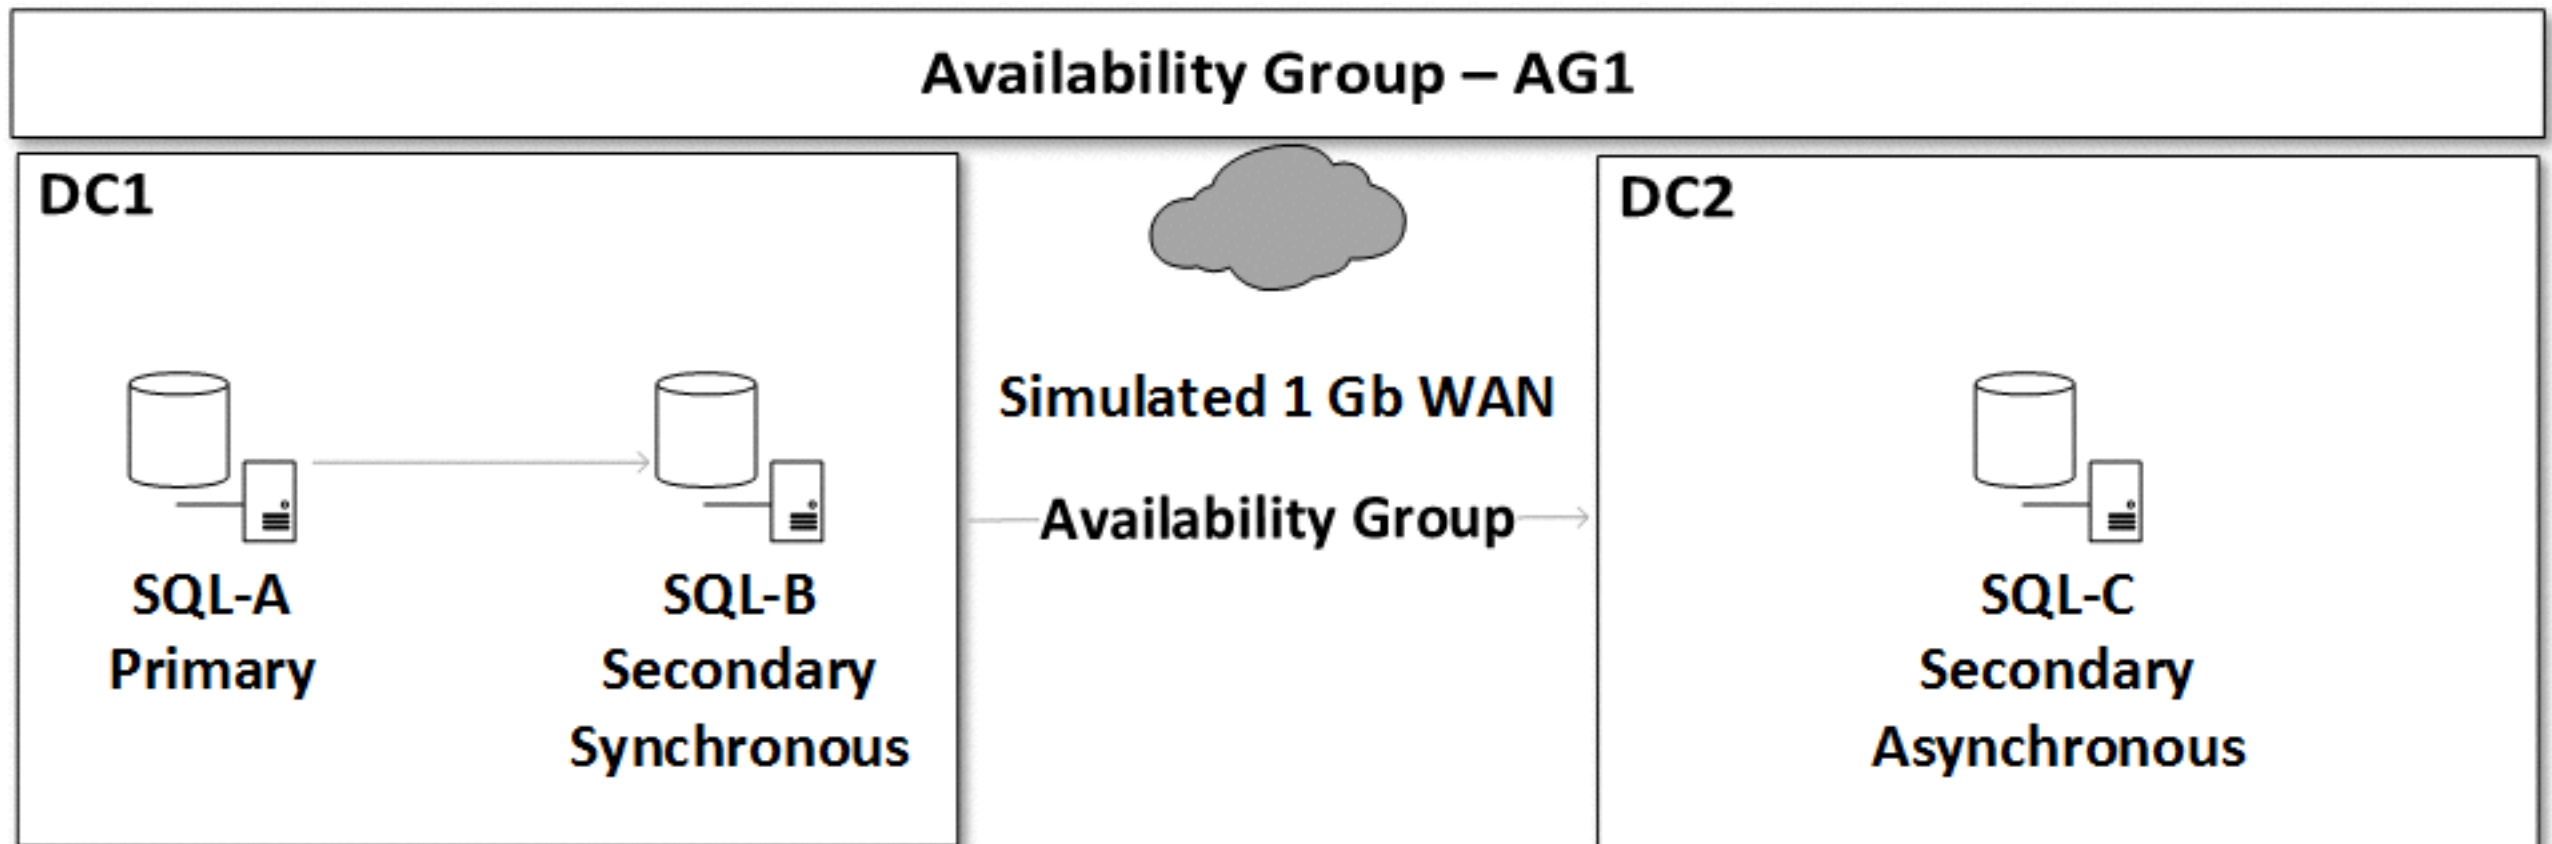 Availability Group – AG1
DC1
SQL-A
Primary
SQL-B
Secondary
Synchronous
Simulated 1 Gb WAN
Availability Group
DC2
SQL-C
Secondary
Asynchronous